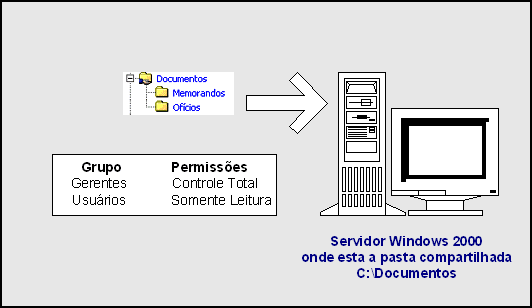 Documentos
Memorandos
Ofícios
Grupo Permissões
Gerentes Controle Total
Usuários Somente Leitura
Servidor Windows 2000
onde esta a pasta compartilhada
C:\Documentos